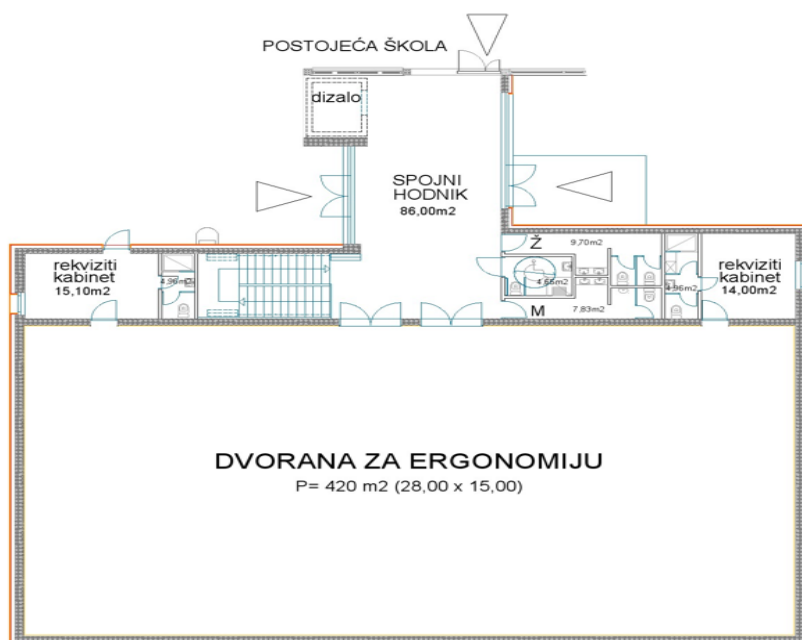 POSTOJEĆA ŠKOLA
dizalo
SPOJNI
HODNIK
86,00m2
Ž
9,70m2
rekviziti
kabinet
15,10m2
4,96m2
4,68m2
4,96m2
rekviziti
kabinet
14,00m2
M
7,83m2
DVORANA ZA ERGONOMIJU
P= 420 m2 (28,00 x 15,00)